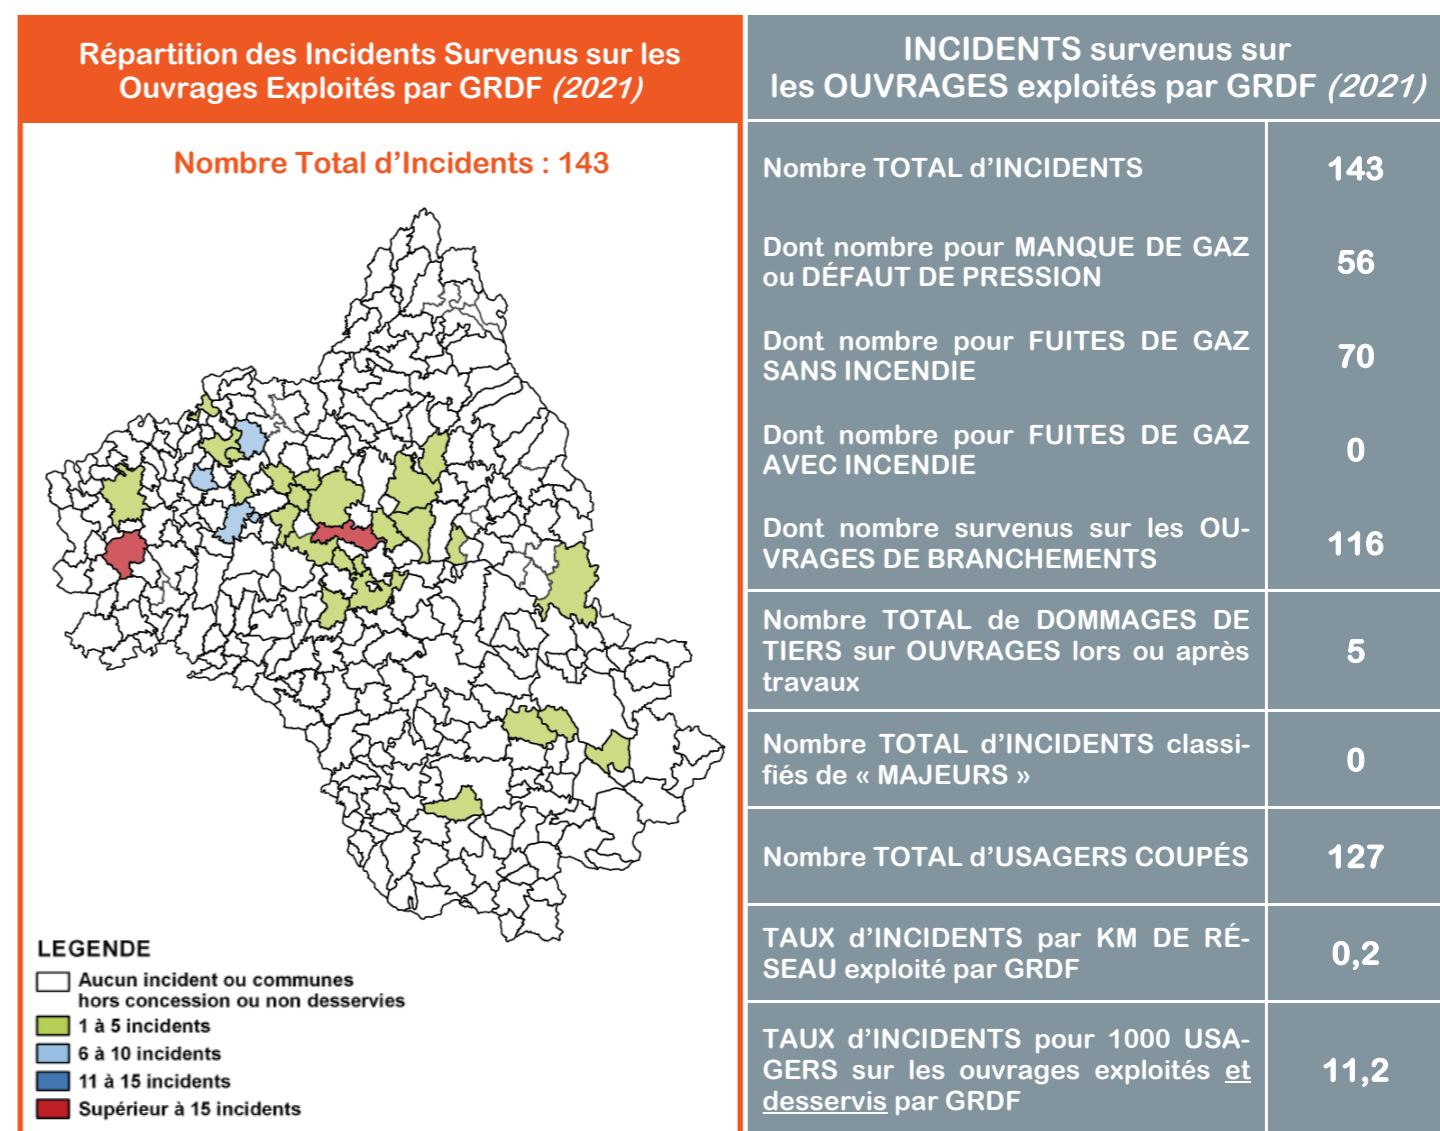 Répartition des Incidents Survenus sur les
Ouvrages Exploités par GRDF (2021)
Nombre Total d'Incidents : 143
LEGENDE
Aucun incident ou communes
hors concession ou non desservies
1 à 5 incidents
6 à 10 incidents
11 à 15 incidents
Supérieur à 15 incidents
INCIDENTS survenus sur
les OUVRAGES exploités par GRDF (2021)
Nombre TOTAL d'INCIDENTS
143
Dont nombre pour MANQUE DE GAZ
ou DÉFAUT DE PRESSION
56
Dont nombre pour FUITES DE GAZ
SANS INCENDIE
70
Dont nombre pour FUITES DE GAZ
AVEC INCENDIE
0
Dont nombre survenus sur les OU-
VRAGES DE BRANCHEMENTS
116
Nombre TOTAL de DOMMAGES DE
TIERS sur OUVRAGES lors ou après
travaux
5
Nombre TOTAL d'INCIDENTS classi-
fiés de « MAJEURS »
0
Nombre TOTAL d'USAGERS COUPÉS
127
TAUX d'INCIDENTS par KM DE RÉ-
SEAU exploité par GRDF
0,2
TAUX d'INCIDENTS pour 1000 USA-
GERS sur les ouvrages exploités et
desservis par GRDF
11,2